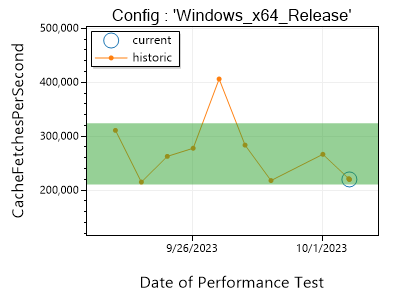 Config : 'Windows_x64_Release'
500,000
400,000
300,000
200,000
current
historic
CacheFetchesPerSecond
9/26/2023
10/1/2023
Date of Performance Test